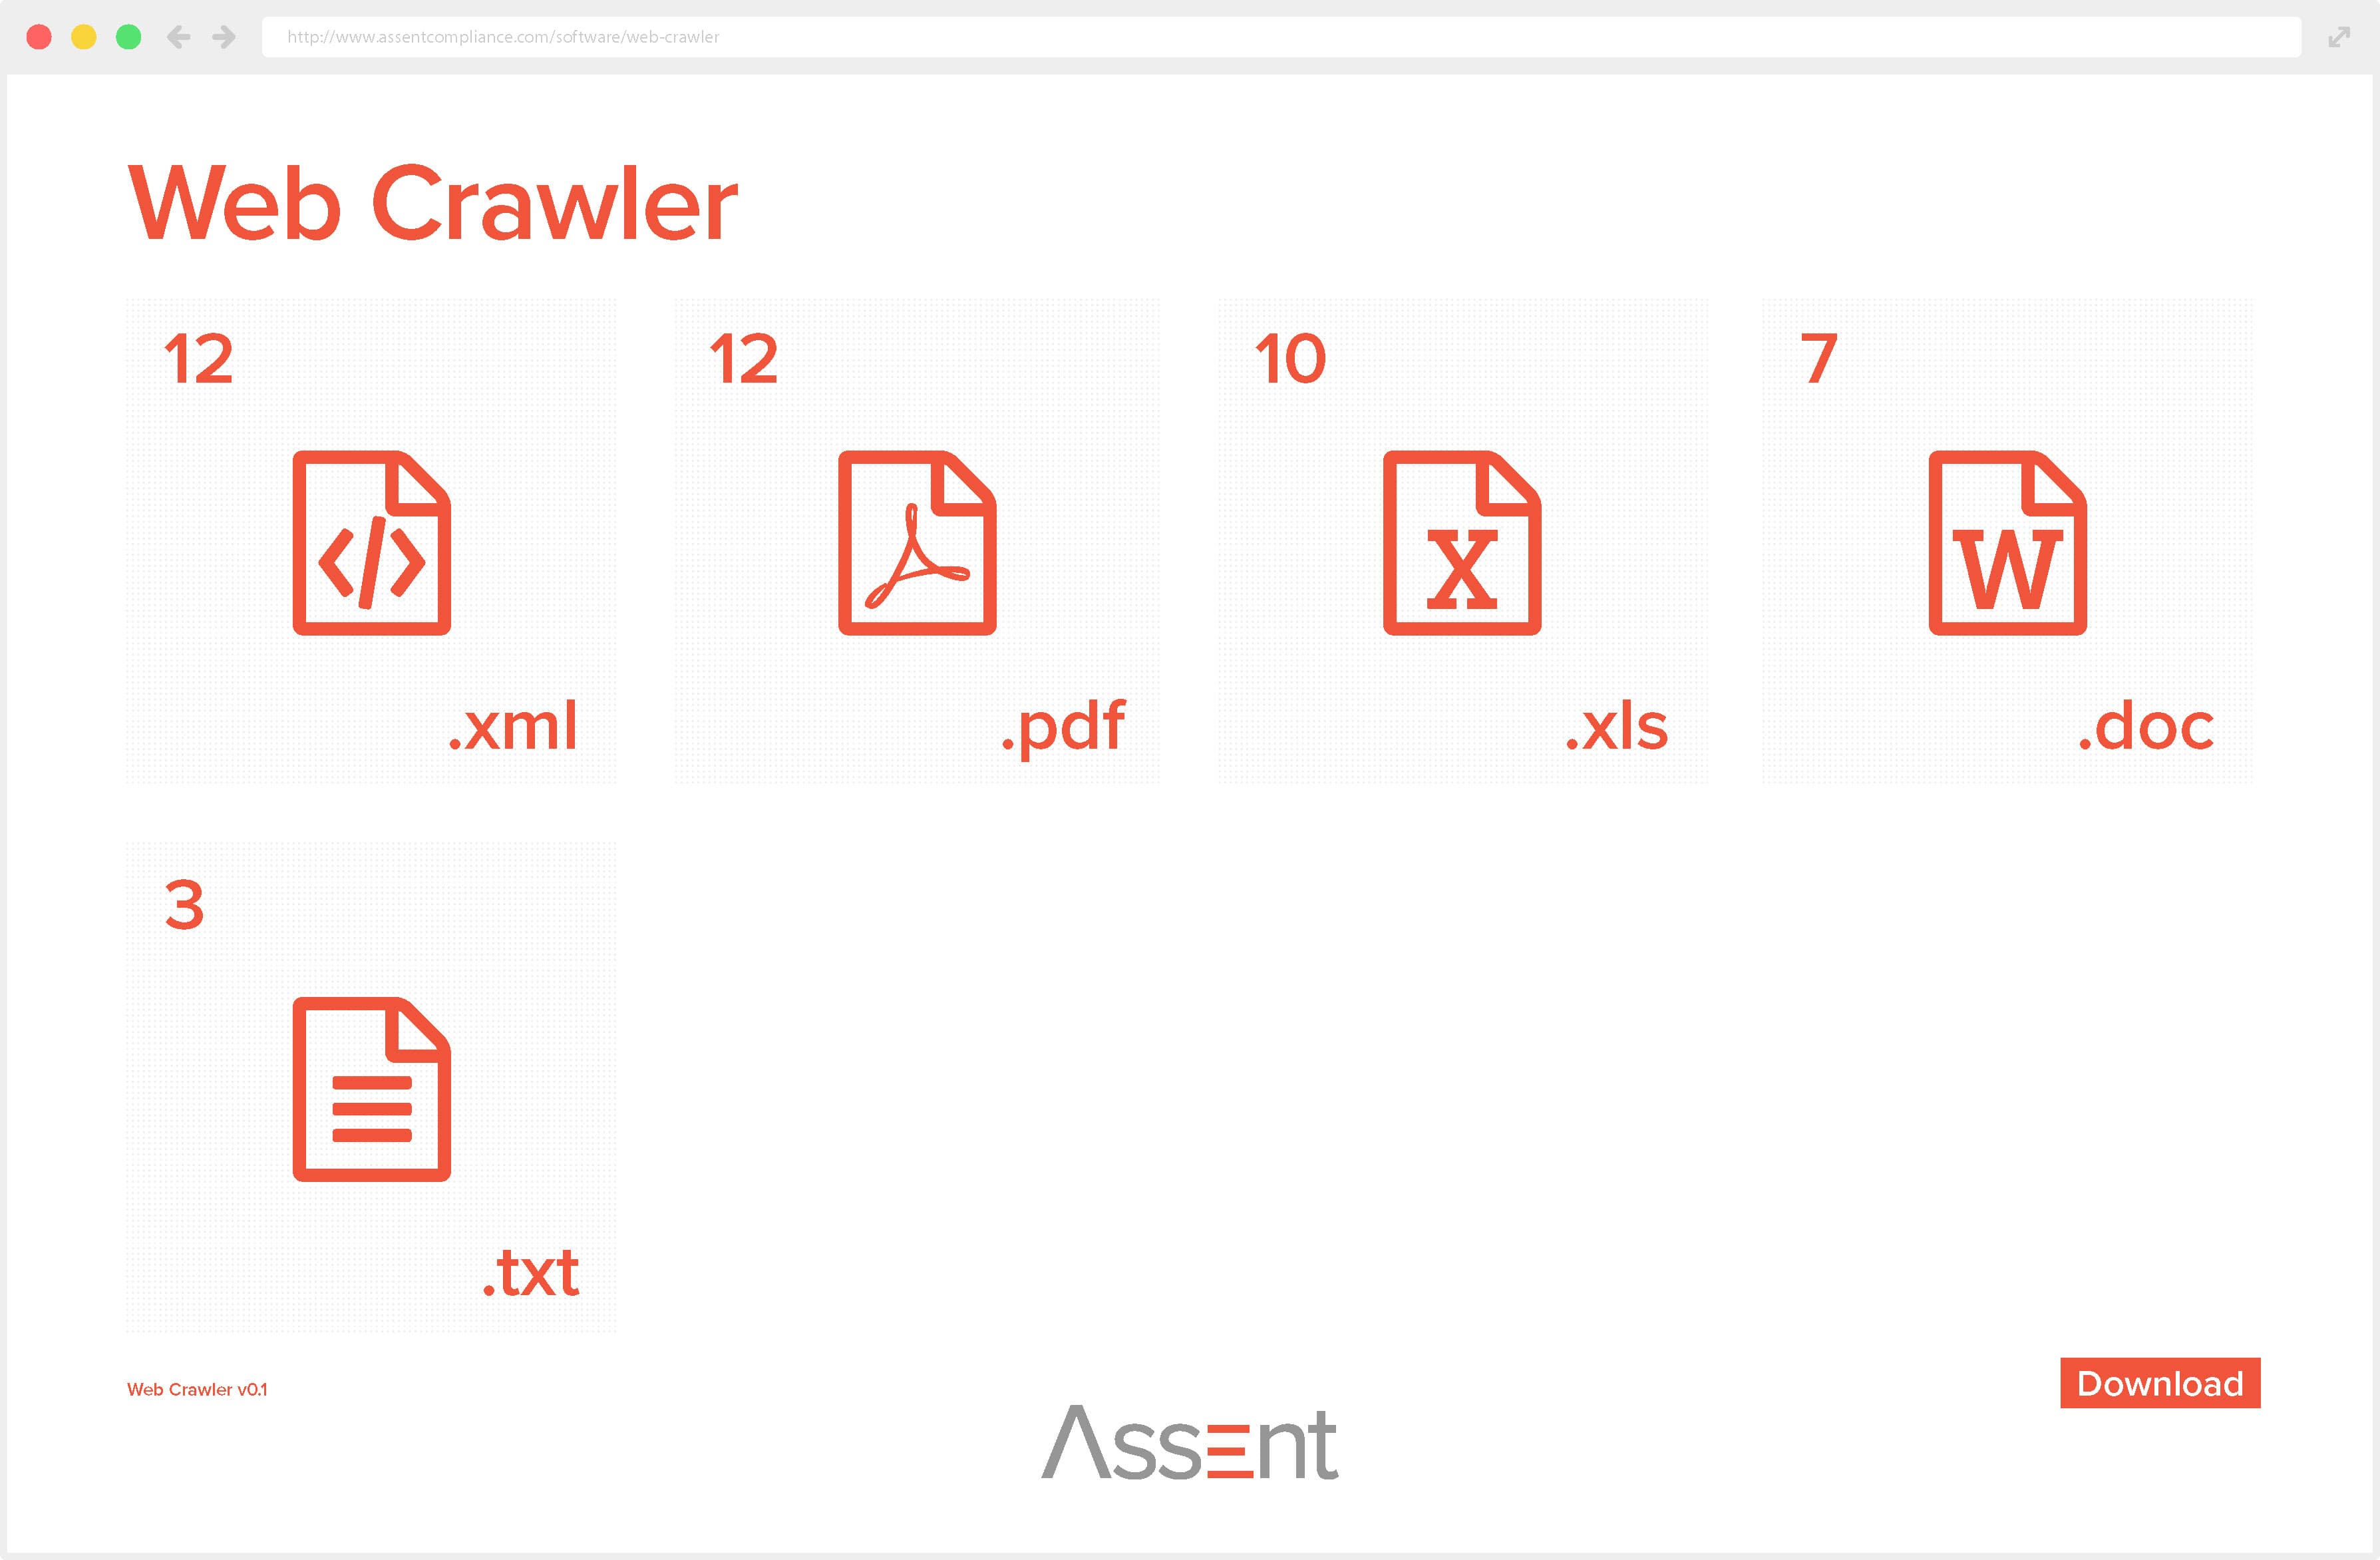 http://www.assentcompliance.com/software/web-crawler
Web Crawler
12
12
10
7
.xml
.pdf
.xls
.doc
3
.txt
Web Crawler v0.1
Download
Assent